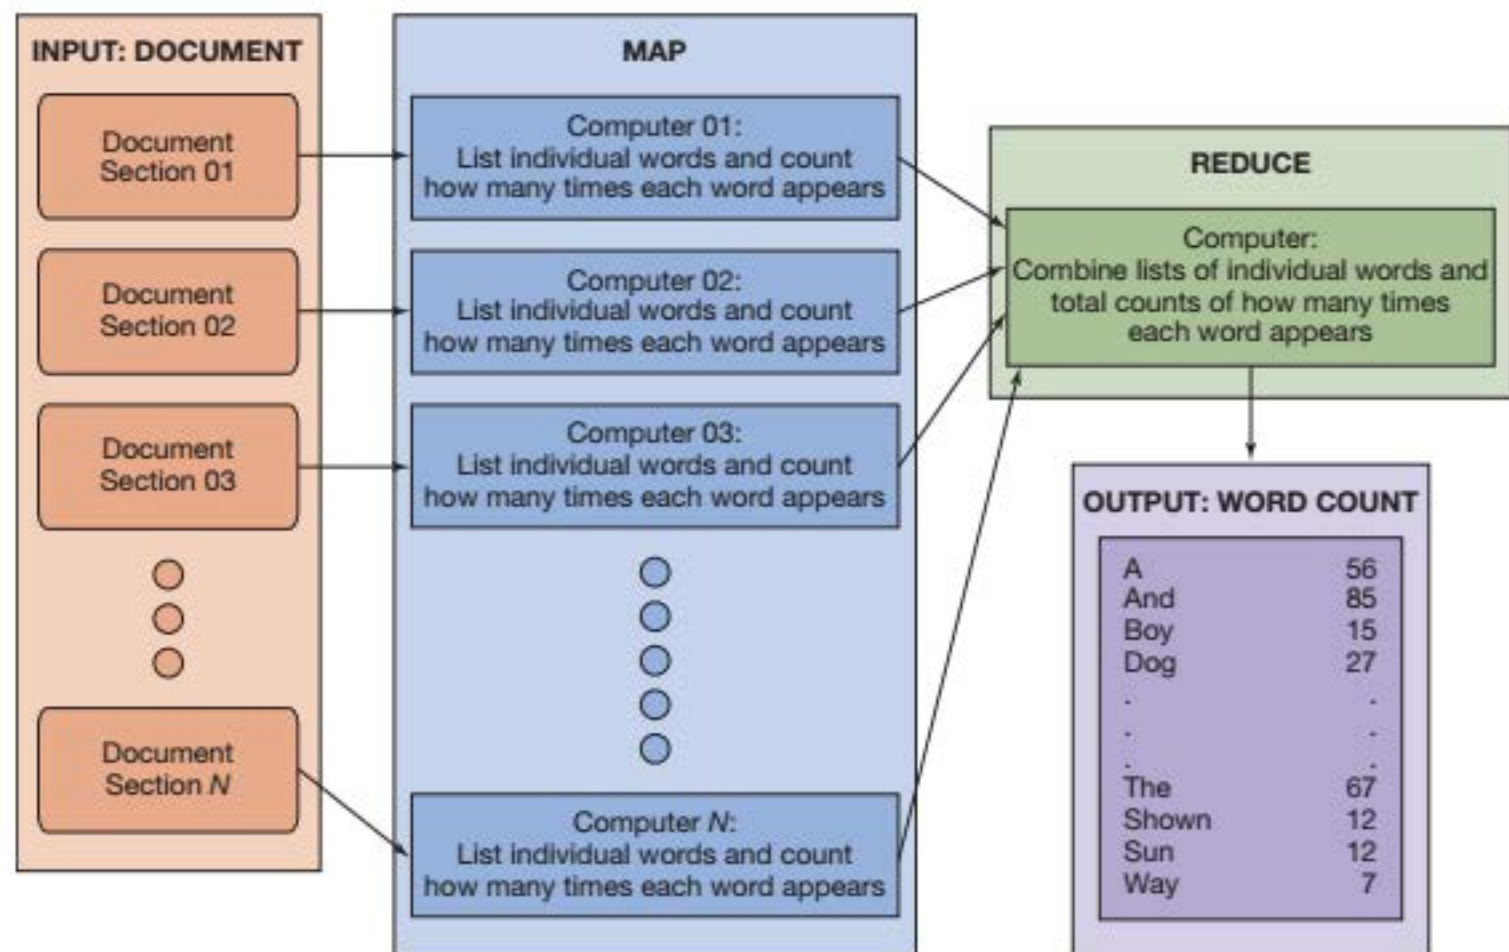 INPUT: DOCUMENT
Document
Section 01
Document
Section 02
Document
Section 03
Document
Section N
MAP
Computer 01:
List individual words and count
how many times each word appears
Computer 02:
List individual words and count
how many times each word appears
Computer 03:
List individual words and count
how many times each word appears
Computer N:
List individual words and count
how many times each word appears
REDUCE
Computer:
Combine lists of individual words and
total counts of how many times
each word appears
OUTPUT: WORD COUNT
A 56
And 85
Boy 15
Dog 27
. .
. .
. .
The 67
Shown 12
Sun 12
Way 7